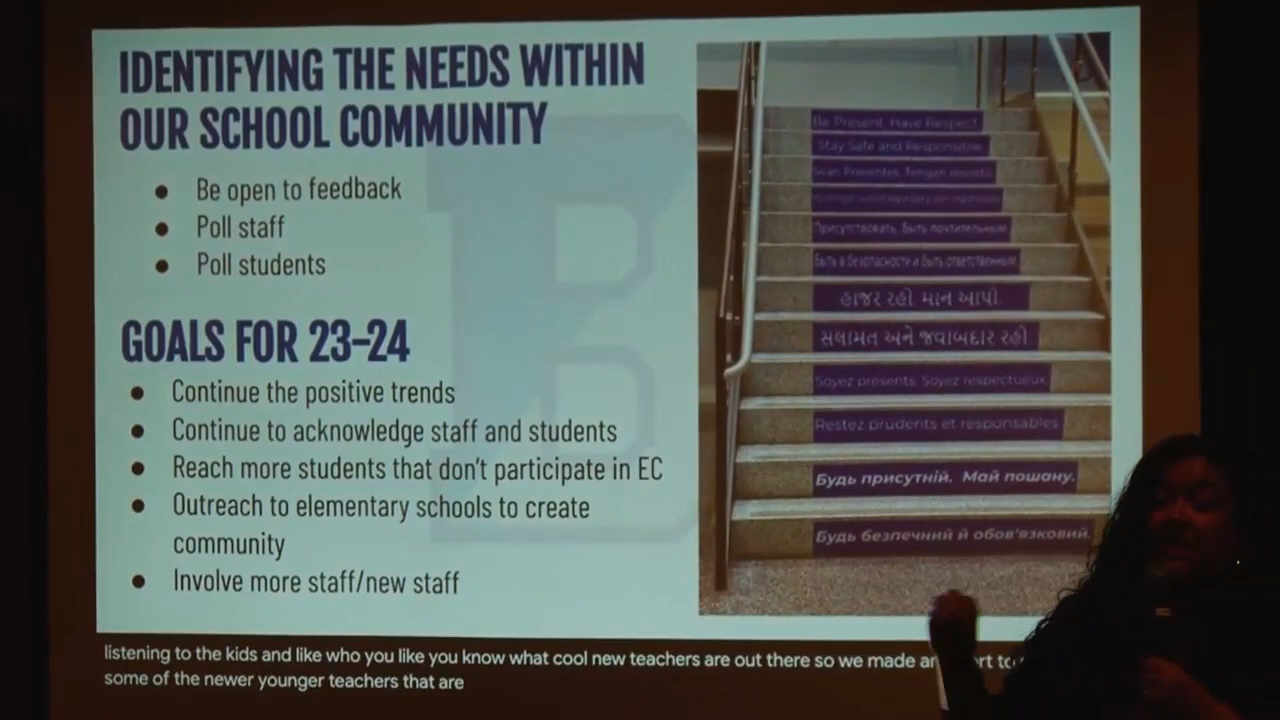 IDENTIFYING THE NEEDS WITHIN
OUR SCHOOL COMMUNITY
● Be open to feedback
● Poll staff
● Poll students
GOALS FOR 23-24
● Continue the positive trends
● Continue to acknowledge staff and students
● Reach more students that don't participate in EC
● Outreach to elementary schools to create
community
● Involve more staff/new staff
Be Present. Have Respect.
Stay Safe and Responsible.
Sean Presentes. Tengan respeto.
Присутствовать. Быть почтительным.
Быть в безопасности и быть ответственным.
હાજર રહો. માન આપો.
સલામત અને જવાબદાર રહો
Soyez présents. Soyez respectueux.
Restez prudents et responsables.
Будь присутній. Май пошану.
Будь безпечний й обов'язковий.
listening to the kids and like who you like you know what cool new teachers are out there so we made
some of the newer younger teachers that are